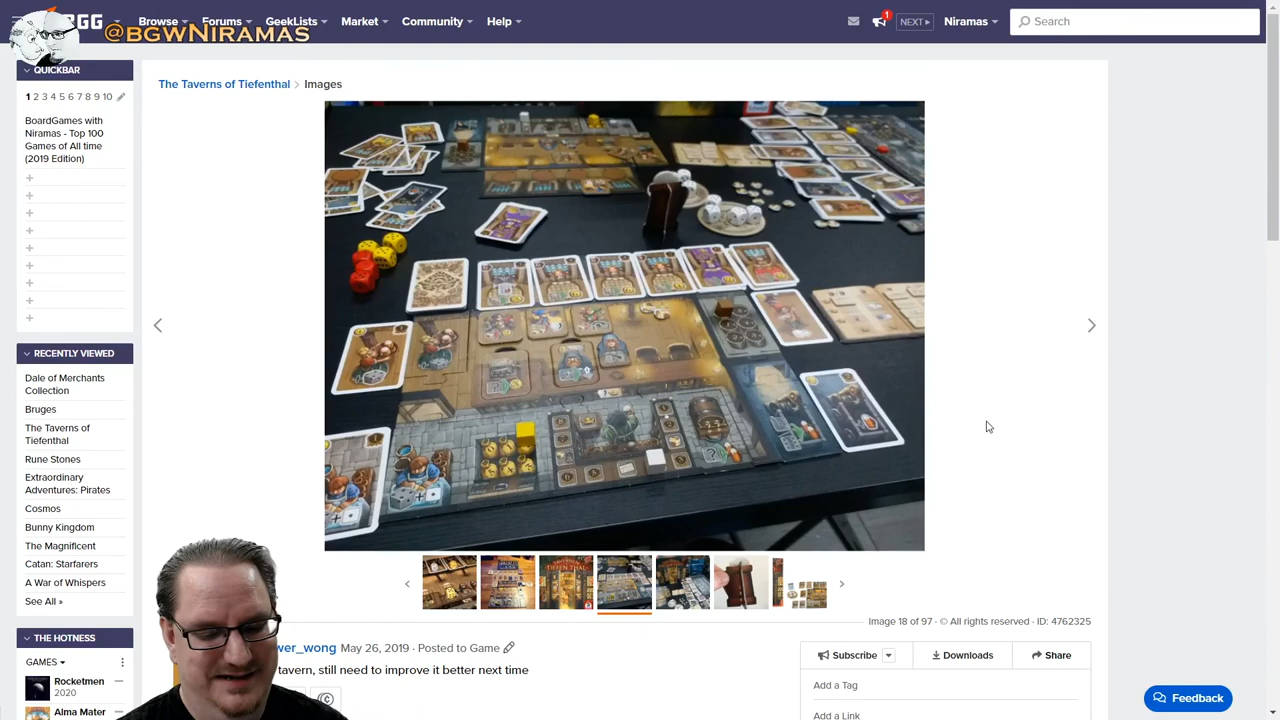 BGG
Browse
Forums
GeekLists
Market
Community
Help
1
NEXT
Niramas
Search
@BGWNIRAMAS
QUICKBAR
1 2 3 4 5 6 7 8 9 10
BoardGames with
Niramas - Top 100
Games of All time
(2019 Edition)
RECENTLY VIEWED
Dale of Merchants
Collection
Bruges
The Taverns of
Tiefenthal
Rune Stones
Extraordinary
Adventures: Pirates
Cosmos
Bunny Kingdom
The Magnificent
Catan: Starfarers
A War of Whispers
See All »
THE HOTNESS
GAMES
Rocketmen
2020
Alma Mater
The Taverns of Tiefenthal > Images
Image 18 of 97 · © All rights reserved · ID: 4762325
wer_wong May 26, 2019 · Posted to Game
tavern, still need to improve it better next time
Subscribe
Downloads
Share
Add a Tag
Add a Link
Feedback